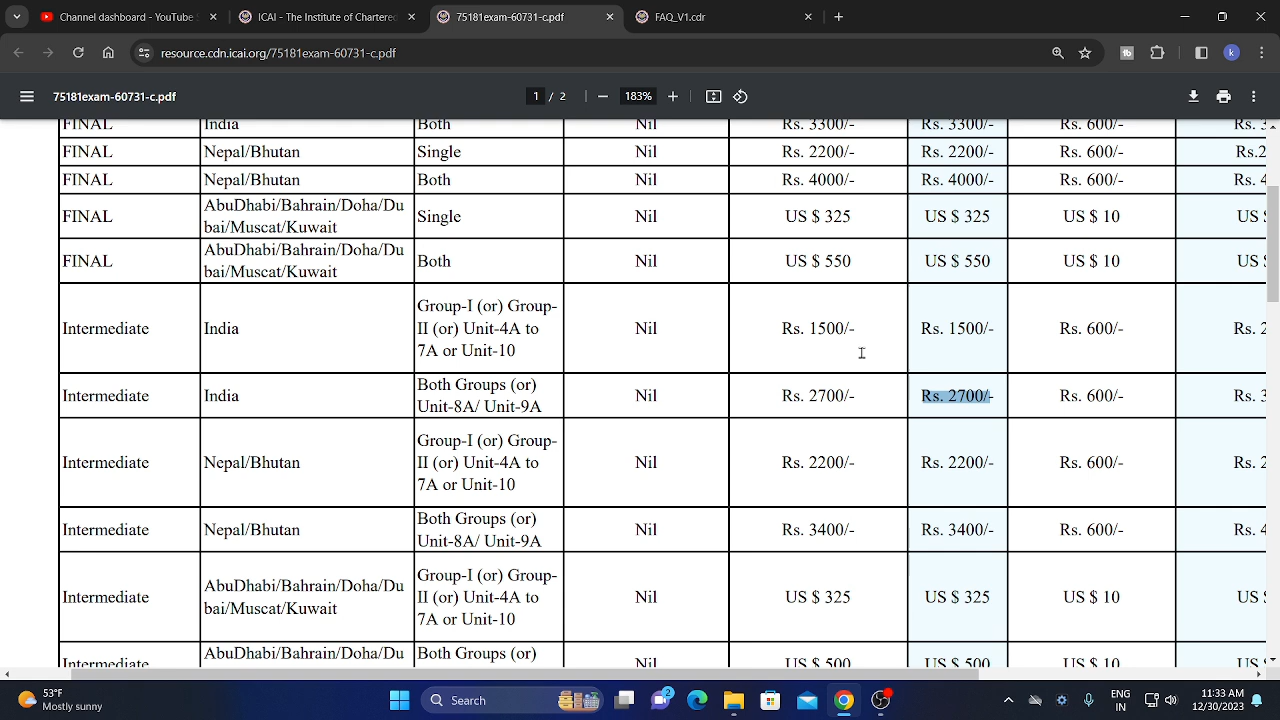 Channel dashboard - YouTube
ICAI - The Institute of Chartered
75181exam-60731-c.pdf
FAQ_V1.cdr
resource.cdn.icai.org/75181exam-60731-c.pdf
tb
k
75181exam-60731-c.pdf
1 / 2
183%
FINAL India Both Nil Rs. 3300/- Rs. 3300/- Rs. 600/-
FINAL Nepal/Bhutan Single Nil Rs. 2200/- Rs. 2200/- Rs. 600/- Rs.2
FINAL Nepal/Bhutan Both Nil Rs. 4000/- Rs. 4000/- Rs. 600/- Rs. 4
FINAL AbuDhabi/Bahrain/Doha/Du
bai/Muscat/Kuwait Single Nil US $ 325 US $ 325 US $ 10 US
FINAL AbuDhabi/Bahrain/Doha/Du
bai/Muscat/Kuwait Both Nil US $ 550 US $ 550 US $ 10 US
Intermediate India Group-I (or) Group-
II (or) Unit-4A to
7A or Unit-10 Nil Rs. 1500/- Rs. 1500/- Rs. 600/- Rs. 2
Intermediate India Both Groups (or)
Unit-8A/ Unit-9A Nil Rs. 2700/- Rs. 2700/- Rs. 600/- Rs. 3
Intermediate Nepal/Bhutan Group-I (or) Group-
II (or) Unit-4A to
7A or Unit-10 Nil Rs. 2200/- Rs. 2200/- Rs. 600/- Rs. 2
Intermediate Nepal/Bhutan Both Groups (or)
Unit-8A/ Unit-9A Nil Rs. 3400/- Rs. 3400/- Rs. 600/- Rs. 4
Intermediate AbuDhabi/Bahrain/Doha/Du
bai/Muscat/Kuwait Group-I (or) Group-
II (or) Unit-4A to
7A or Unit-10 Nil US $ 325 US $ 325 US $ 10 US
Intermediate AbuDhabi/Bahrain/Doha/Du Both Groups (or) Nil US $ 500 US $ 500 US $ 10 US
53°F
Mostly sunny
Search
2
ENG
IN
11:33 AM
12/30/2023